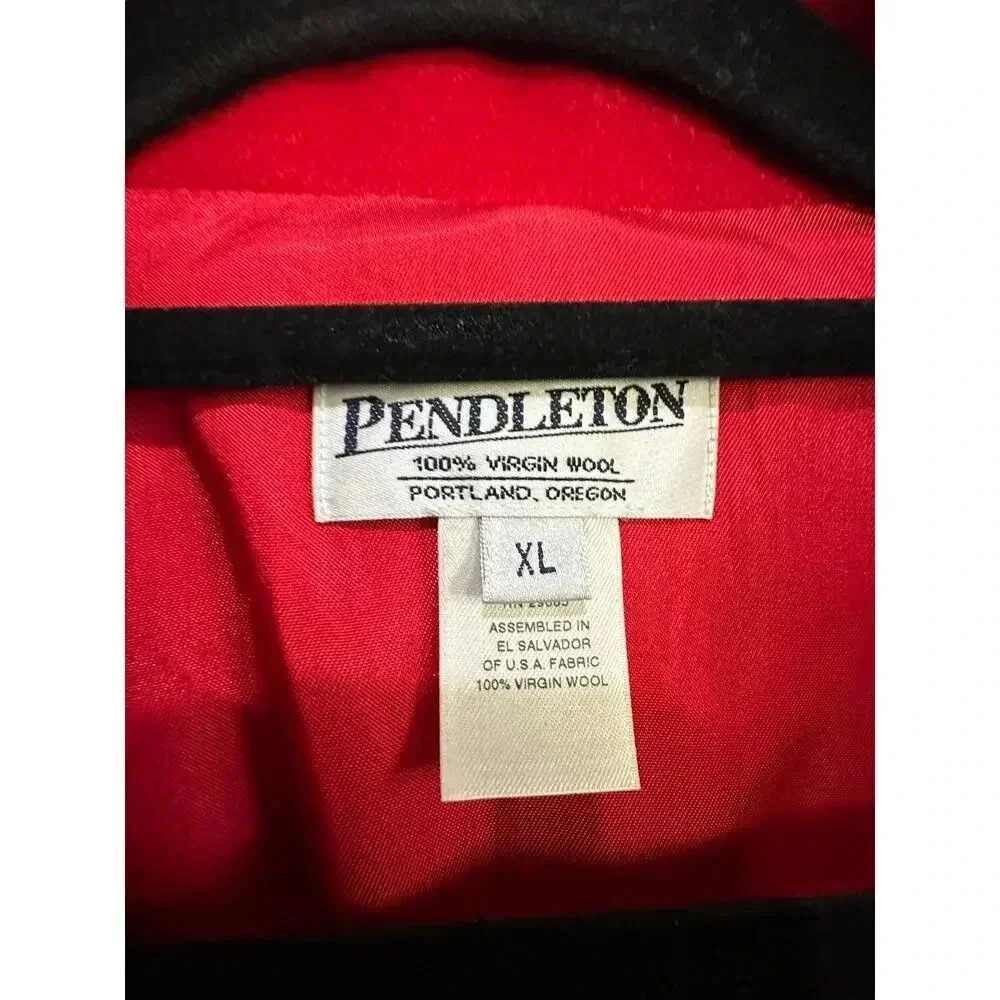 PENDLETON
100% VIRGIN WOOL
PORTLAND, OREGON
XL
ASSEMBLED IN
EL SALVADOR
OF U.S.A. FABRIC
100% VIRGIN WOOL